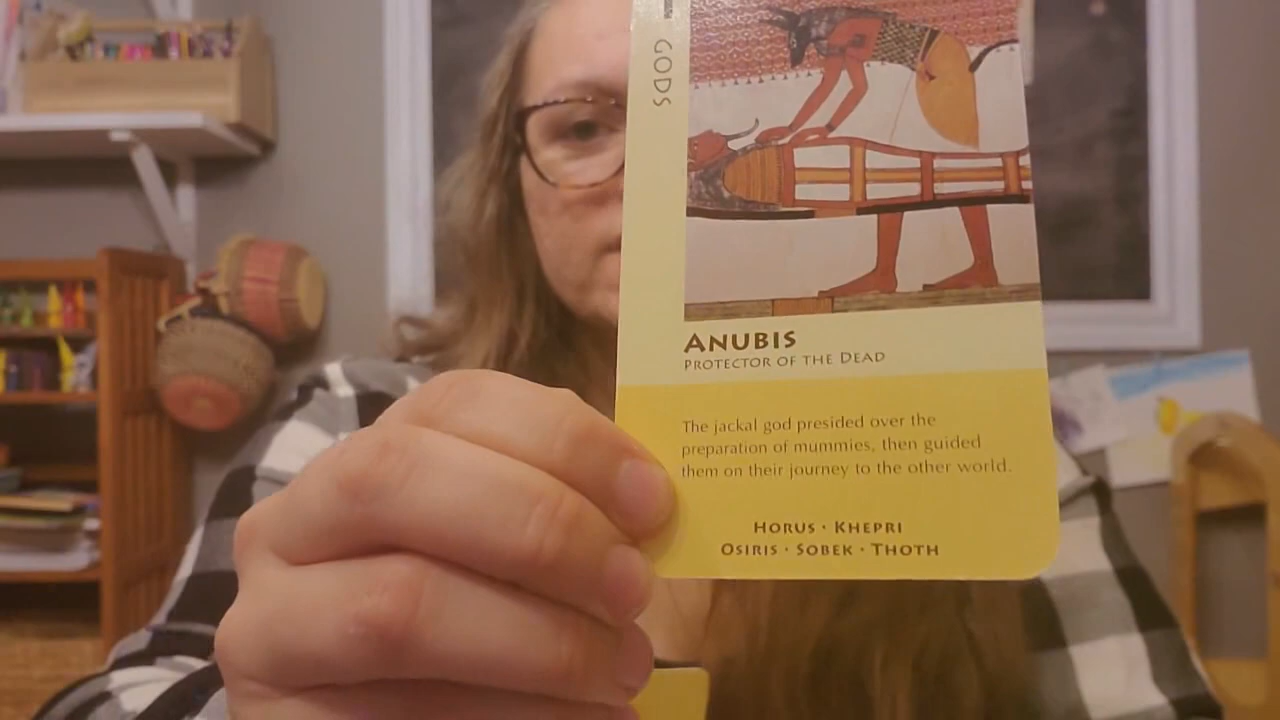 GODS
ANUBIS
PROTECTOR OF THE DEAD
The jackal god presided over the
preparation of mummies, then guided
them on their journey to the other world.
HORUS · KHEPRI
OSIRIS · SOBEK · THOTH